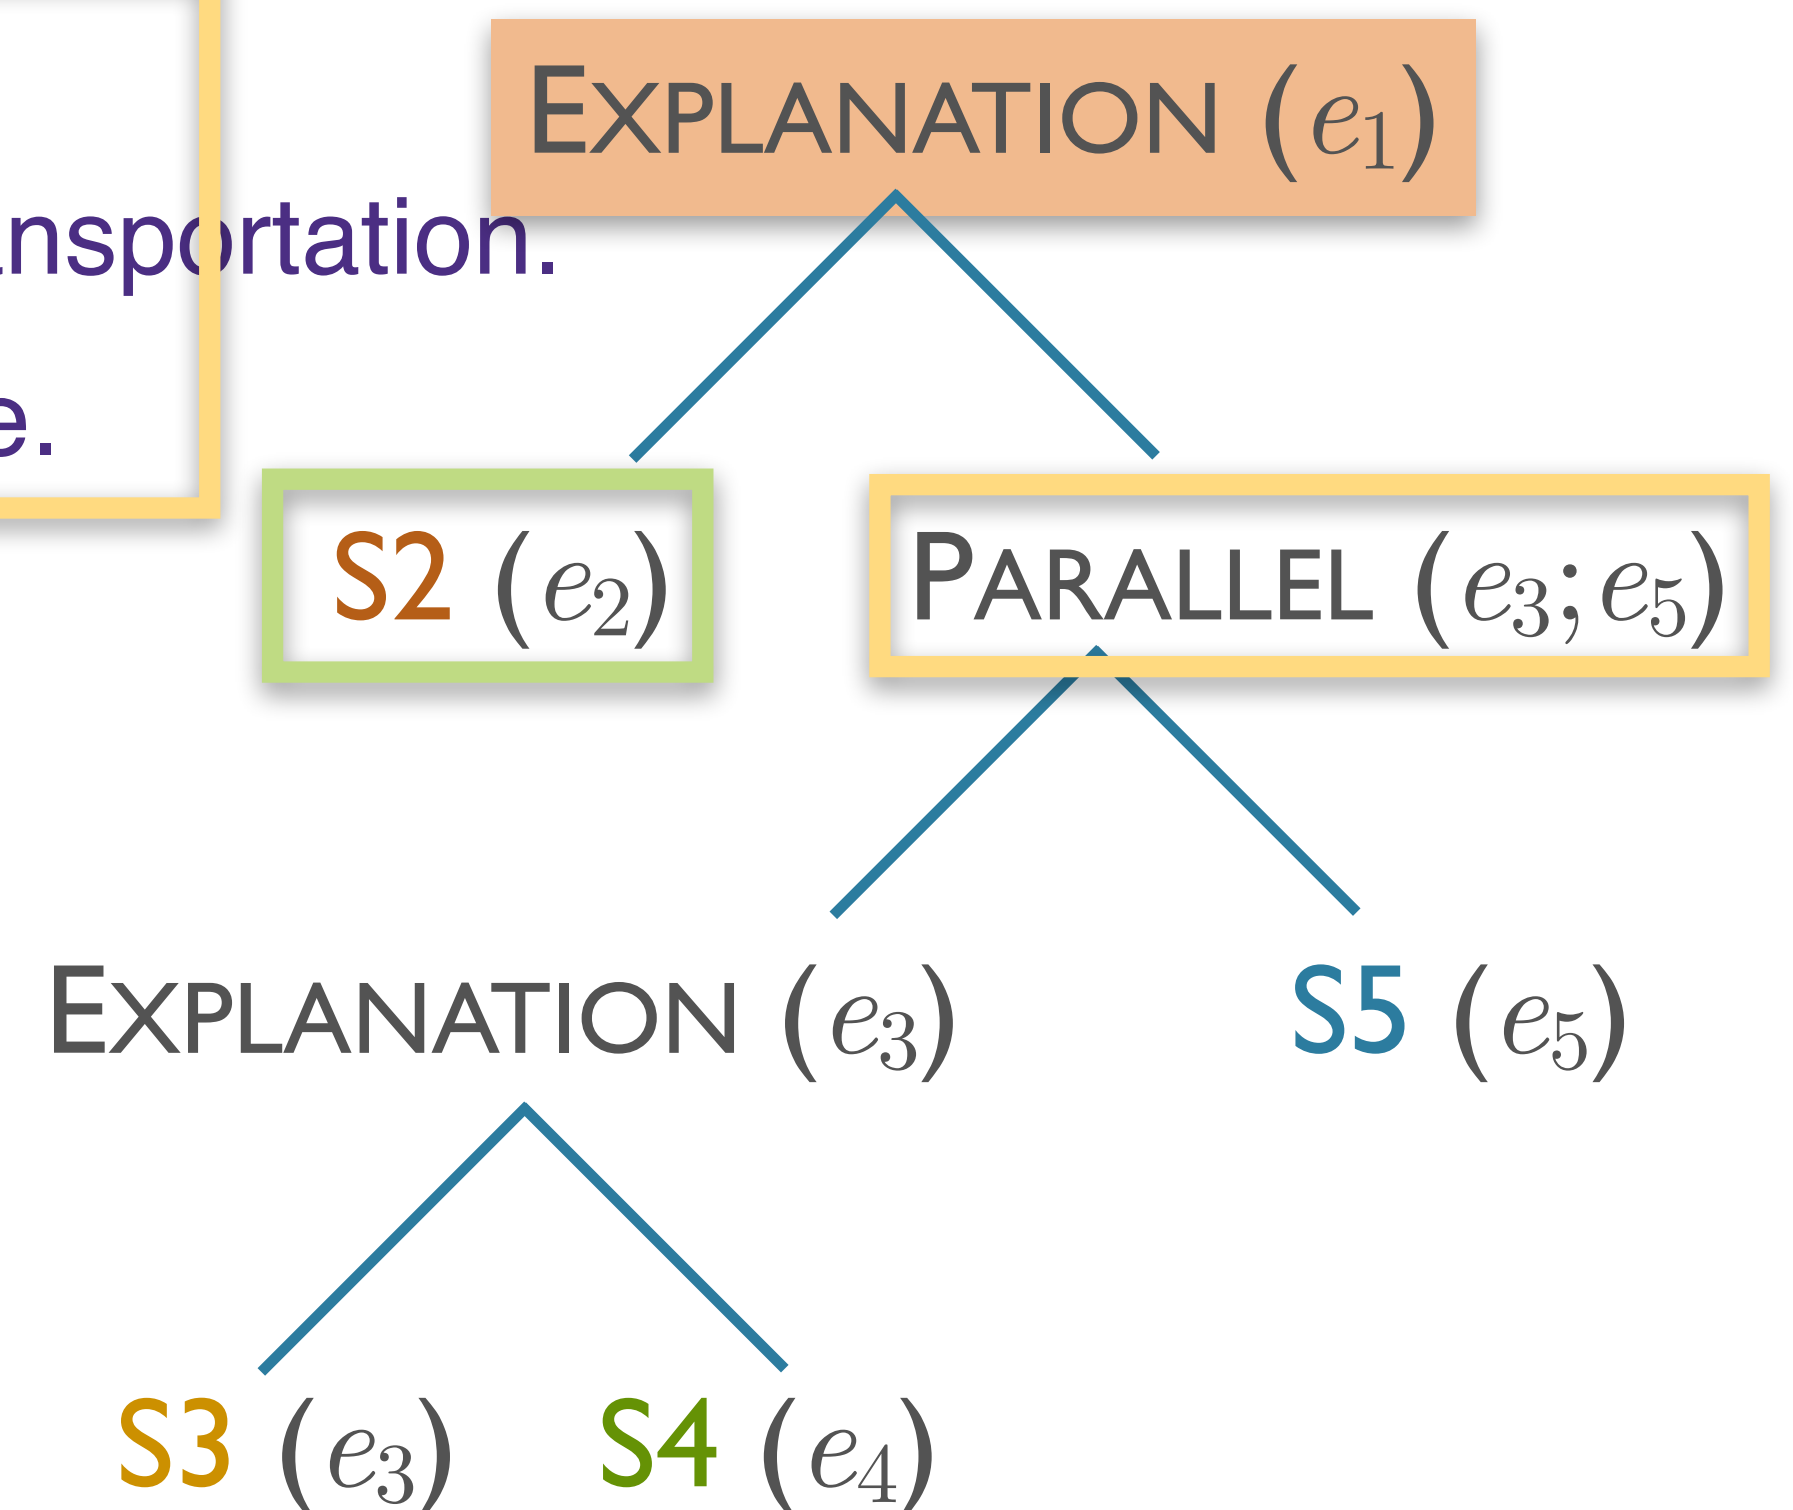 EXPLANATION (e₁)
nsportation.
e.
S2 (e₂) PARALLEL (e₃; e₅)
EXPLANATION (e₃) S5 (e₅)
S3 (e₃) S4 (e₄)